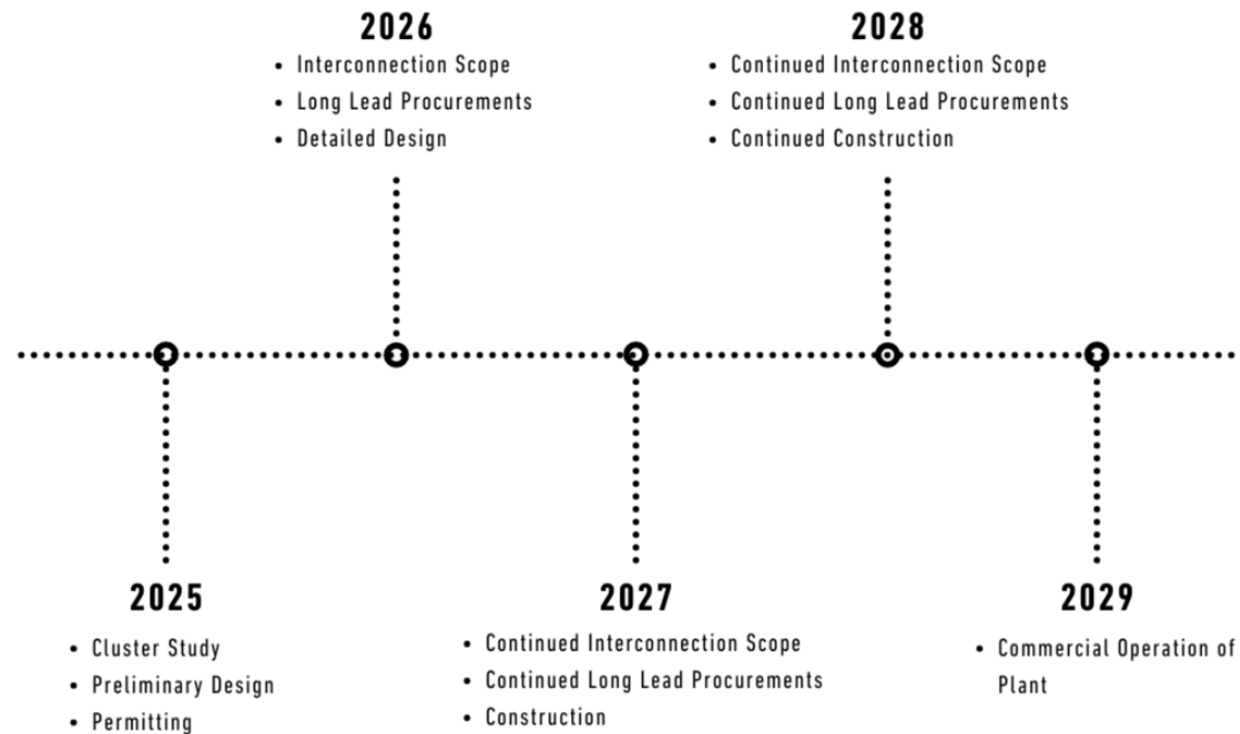 2026
• Interconnection Scope
• Long Lead Procurements
• Detailed Design
2028
• Continued Interconnection Scope
• Continued Long Lead Procurements
• Continued Construction
2025
• Cluster Study
• Preliminary Design
• Permitting
2027
• Continued Interconnection Scope
• Continued Long Lead Procurements
• Construction
2029
• Commercial Operation of
Plant